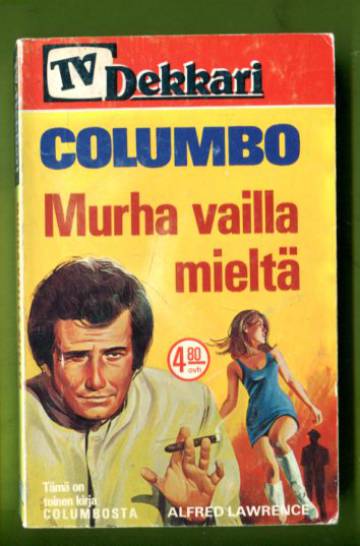 TV Dekkari
COLUMBO
Murha vailla
mieltä
4 80
ovh
Tämä on
toinen kirja
COLUMBOSTA
ALFRED LAWRENCE